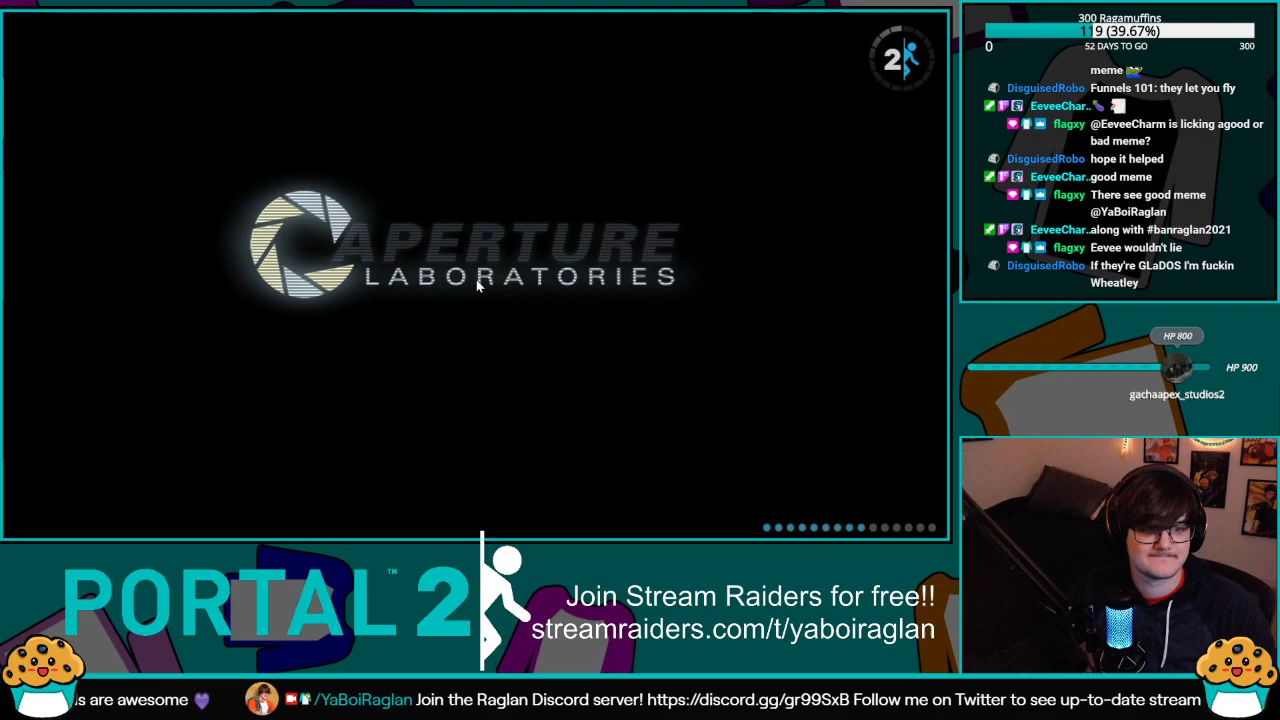 2
APERTURE
LABORATORIES
300 Ragamuffins
119 (39.67%)
0 52 DAYS TO GO 300
meme
DisguisedRobo Funnels 101: they let you fly
EeveeChar..
flagxy @EeveeCharm is licking agood or
bad meme?
DisguisedRobo hope it helped
EeveeChar.. good meme
flagxy There see good meme
@YaBoiRaglan
EeveeChar.. along with #banraglan2021
flagxy Eevee wouldn't lie
DisguisedRobo If they're GLaDOS I'm fuckin
Wheatley
HP 800
HP 900
gachaapex_studios2
PORTAL™ 2
Join Stream Raiders for free!!
streamraiders.com/t/yaboiraglan
s are awesome /YaBoiRaglan Join the Raglan Discord server! https://discord.gg/gr99SxB Follow me on Twitter to see up-to-date stream